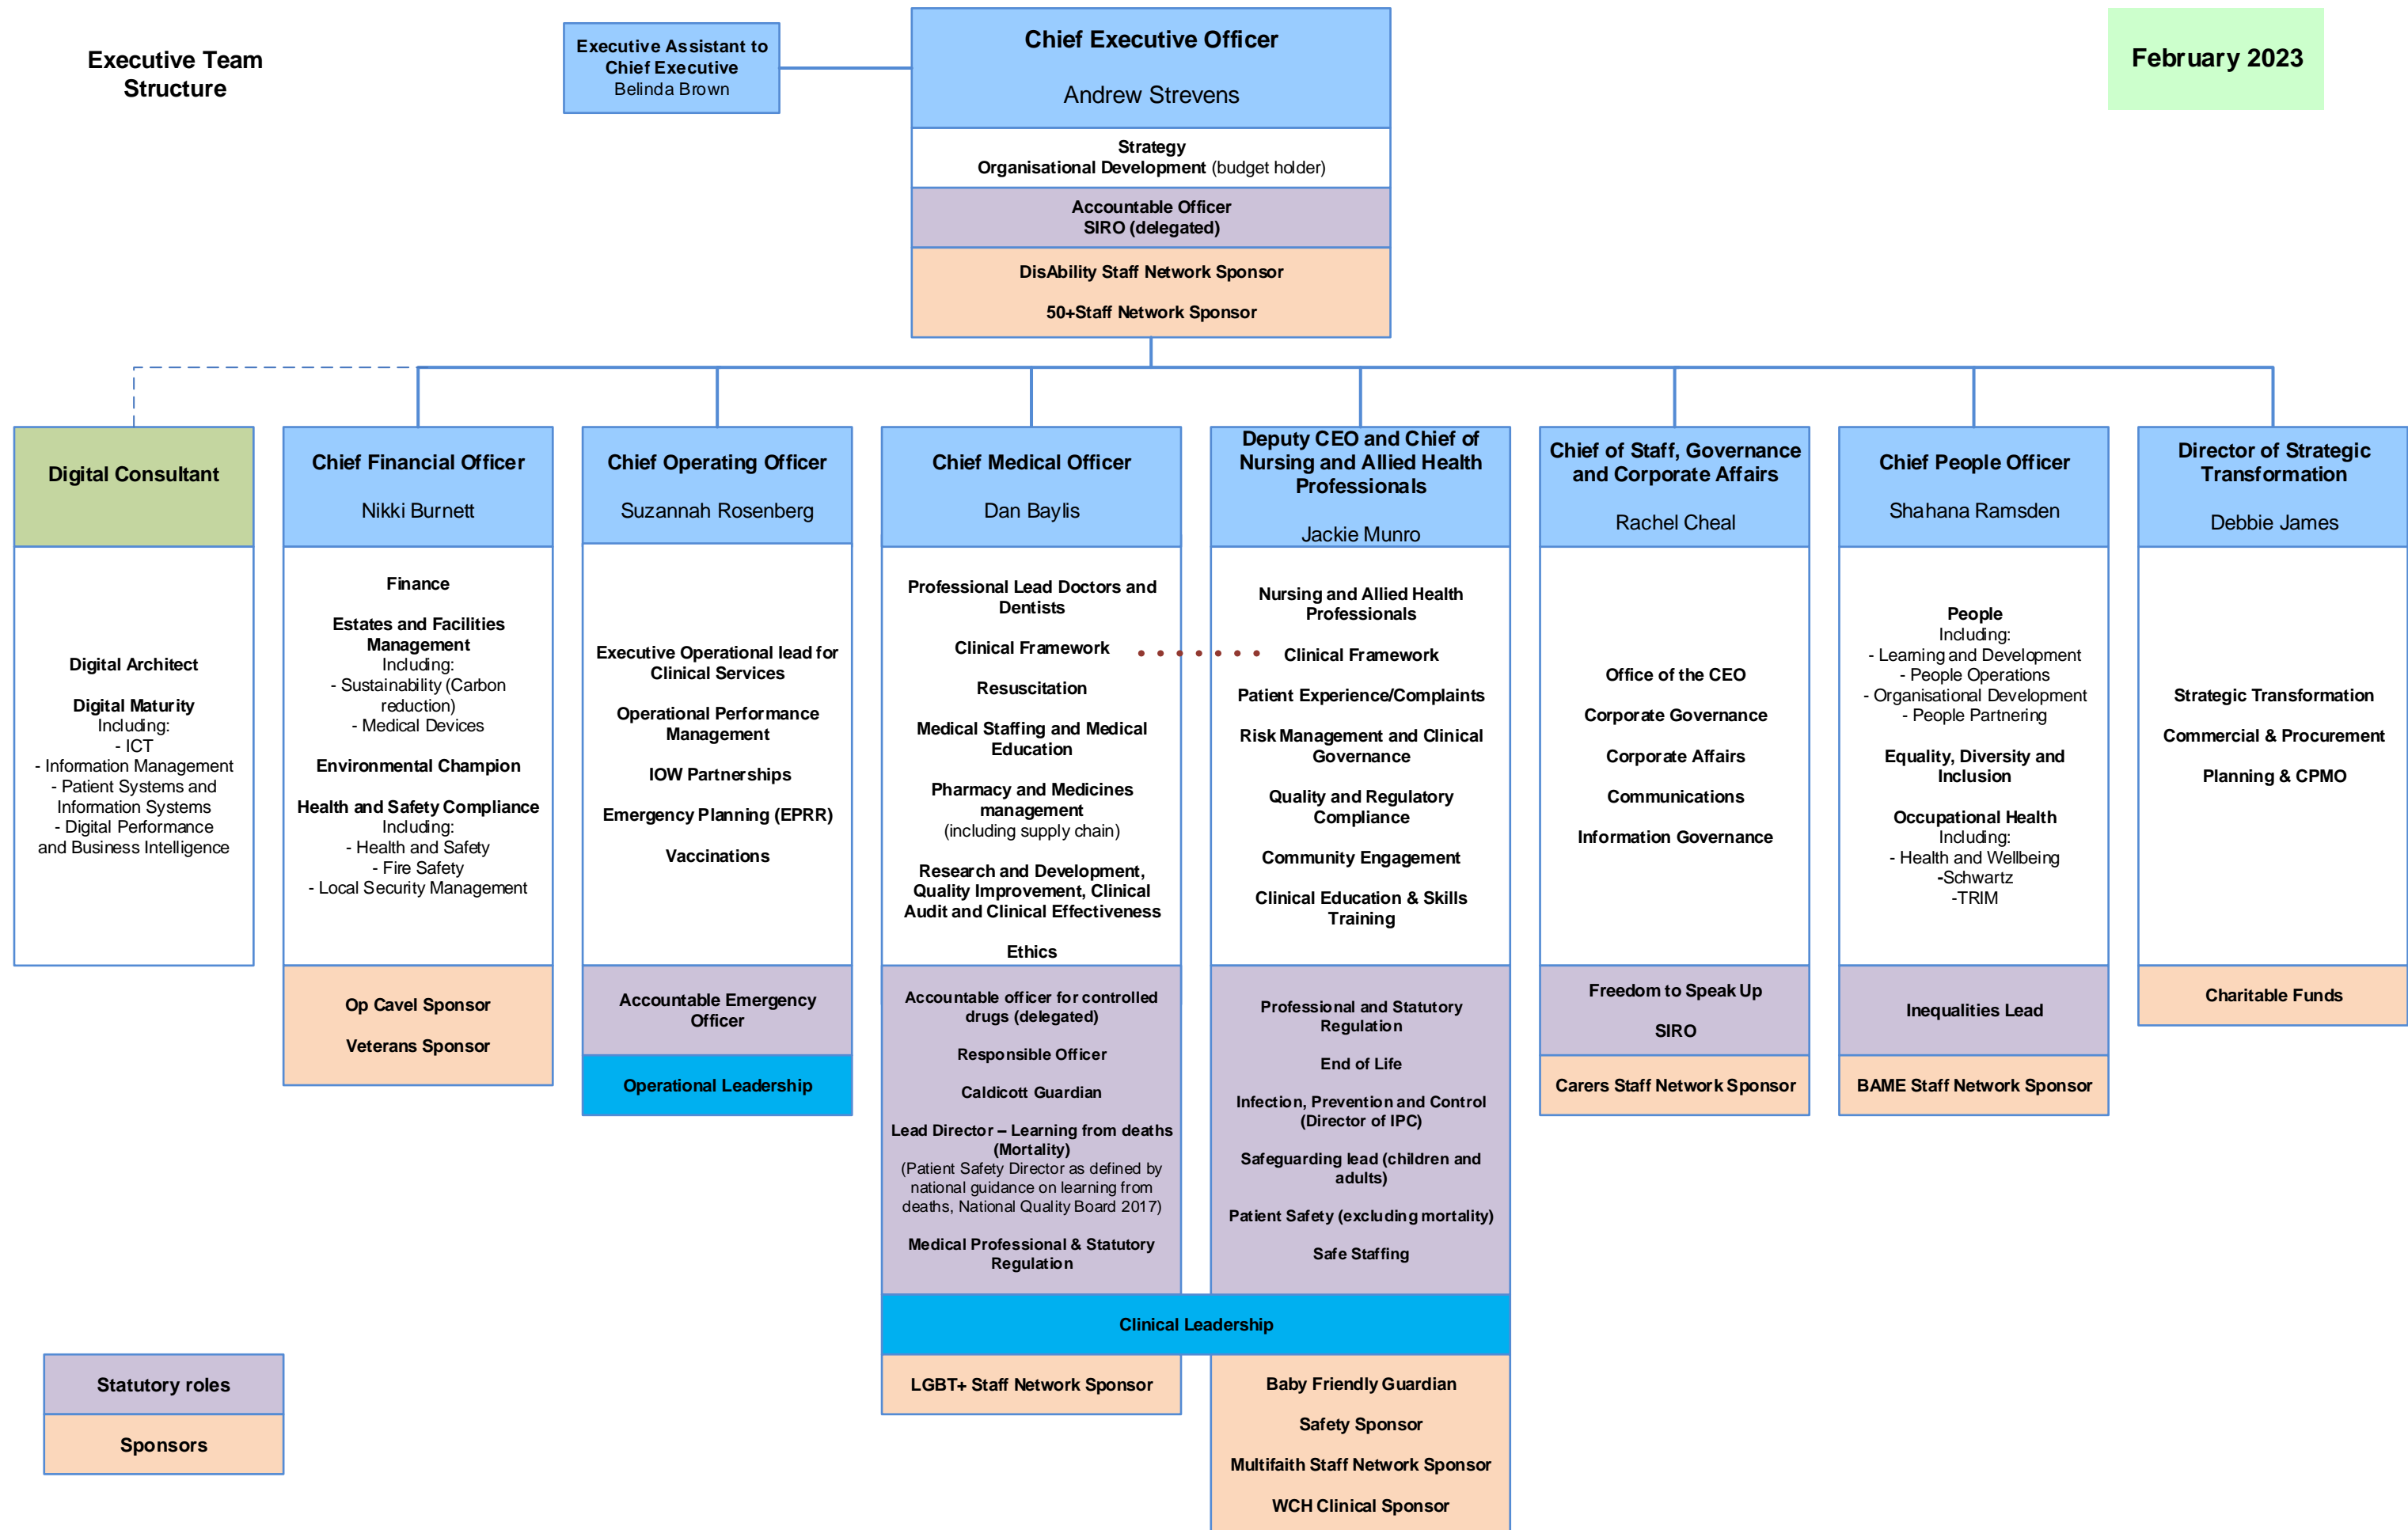 Executive Team
Structure
Executive Assistant to
Chief Executive
Belinda Brown
Chief Executive Officer
Andrew Strevens
February 2023
Strategy
Organisational Development (budget holder)
Accountable Officer
SIRO (delegated)
DisAbility Staff Network Sponsor
50+Staff Network Sponsor
Digital Consultant
Digital Architect
Digital Maturity
Including:
- ICT
- Information Management
- Patient Systems and
Information Systems
- Digital Performance
and Business Intelligence
Chief Financial Officer
Nikki Burnett
Finance
Estates and Facilities
Management
Including:
- Sustainability (Carbon
reduction)
- Medical Devices
Environmental Champion
Health and Safety Compliance
Including:
- Health and Safety
- Fire Safety
- Local Security Management
Op Cavel Sponsor
Veterans Sponsor
Chief Operating Officer
Suzannah Rosenberg
Executive Operational lead for
Clinical Services
Operational Performance
Management
IOW Partnerships
Emergency Planning (EPRR)
Vaccinations
Accountable Emergency
Officer
Operational Leadership
Chief Medical Officer
Dan Baylis
Professional Lead Doctors and
Dentists
Clinical Framework
Resuscitation
Medical Staffing and Medical
Education
Pharmacy and Medicines
management
(including supply chain)
Research and Development,
Quality Improvement, Clinical
Audit and Clinical Effectiveness
Ethics
Accountable officer for controlled
drugs (delegated)
Responsible Officer
Caldicott Guardian
Lead Director – Learning from deaths
(Mortality)
(Patient Safety Director as defined by
national guidance on learning from
deaths, National Quality Board 2017)
Medical Professional & Statutory
Regulation
Deputy CEO and Chief of
Nursing and Allied Health
Professionals
Jackie Munro
Nursing and Allied Health
Professionals
Clinical Framework
Patient Experience/Complaints
Risk Management and Clinical
Governance
Quality and Regulatory
Compliance
Community Engagement
Clinical Education & Skills
Training
Professional and Statutory
Regulation
End of Life
Infection, Prevention and Control
(Director of IPC)
Safeguarding lead (children and
adults)
Patient Safety (excluding mortality)
Safe Staffing
Clinical Leadership
LGBT+ Staff Network Sponsor
Baby Friendly Guardian
Safety Sponsor
Multifaith Staff Network Sponsor
WCH Clinical Sponsor
Chief of Staff, Governance
and Corporate Affairs
Rachel Cheal
Office of the CEO
Corporate Governance
Corporate Affairs
Communications
Information Governance
Freedom to Speak Up
SIRO
Carers Staff Network Sponsor
Chief People Officer
Shahana Ramsden
People
Including:
- Learning and Development
- People Operations
- Organisational Development
- People Partnering
Equality, Diversity and
Inclusion
Occupational Health
Including:
- Health and Wellbeing
-Schwartz
-TRIM
Inequalities Lead
BAME Staff Network Sponsor
Director of Strategic
Transformation
Debbie James
Strategic Transformation
Commercial & Procurement
Planning & CPMO
Charitable Funds
Statutory roles
Sponsors